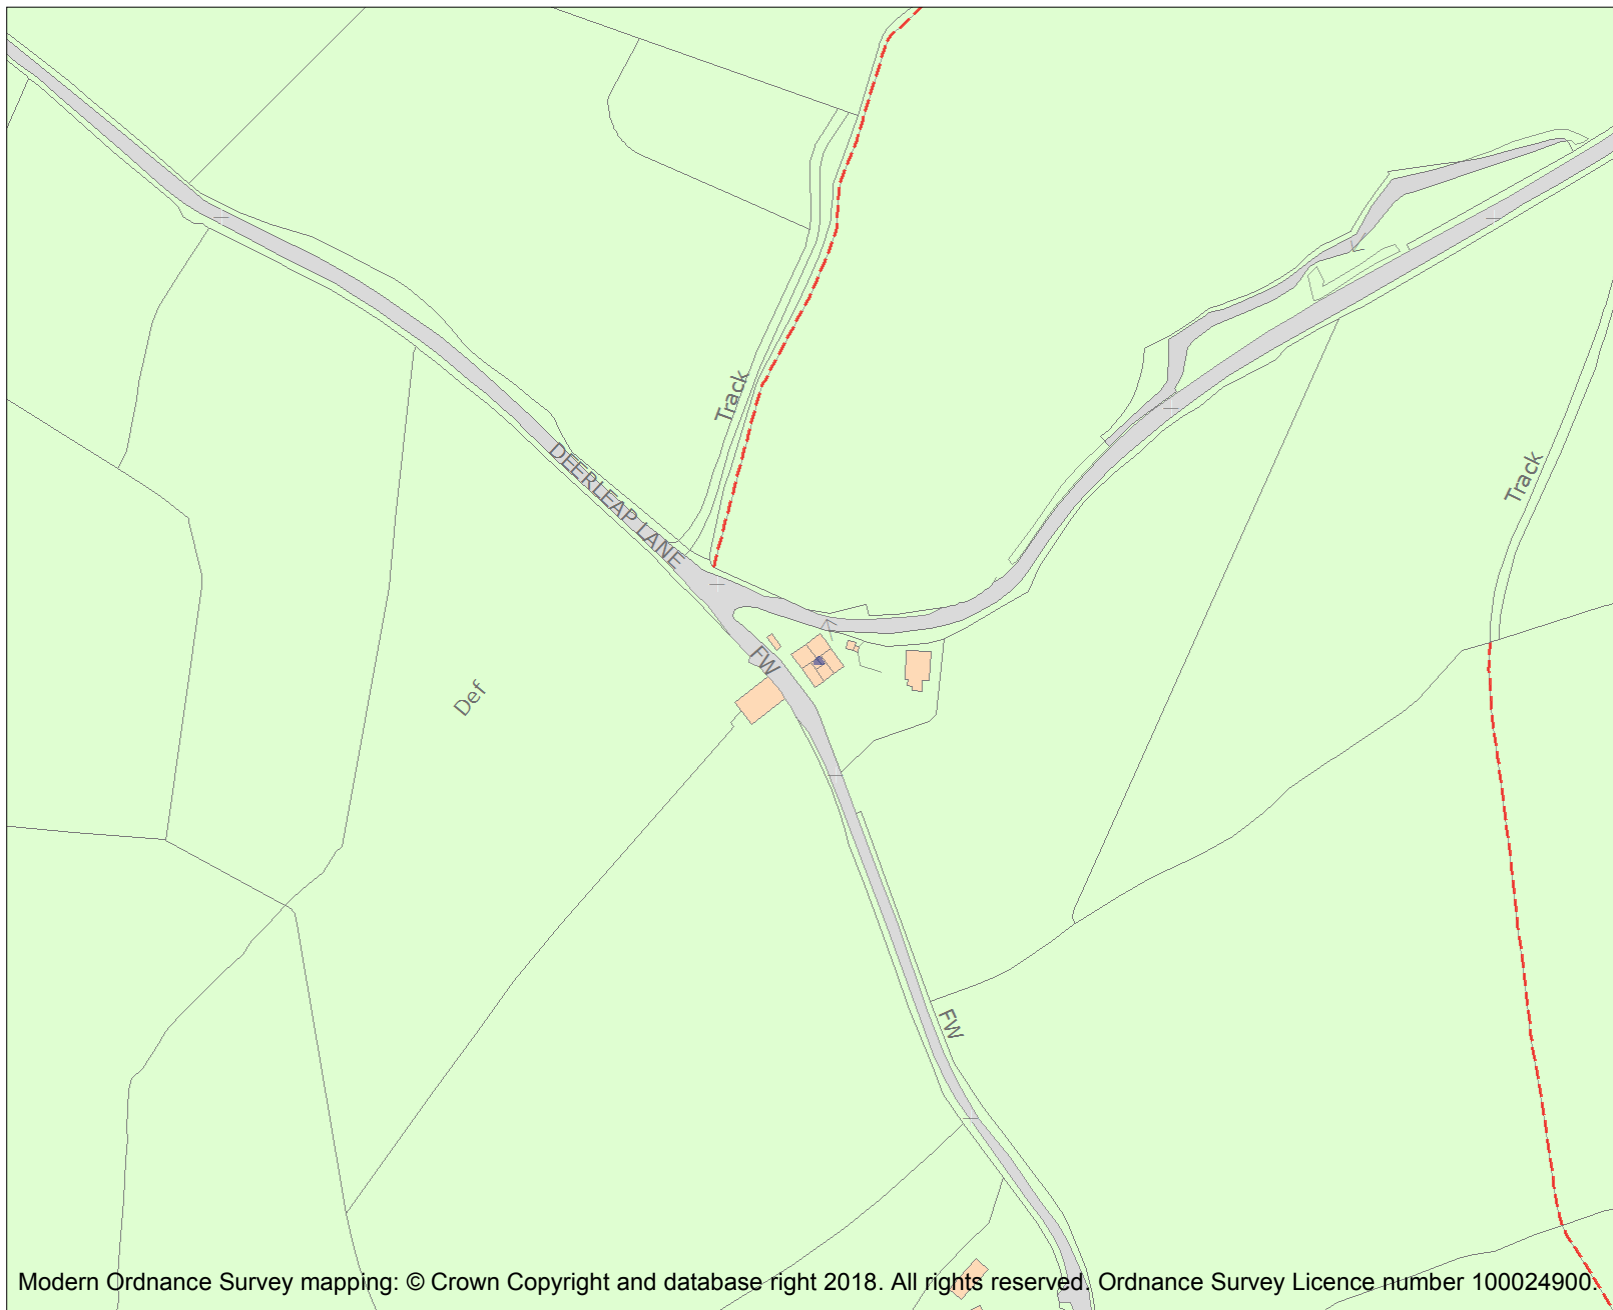 Track
DEERLEAP LANE
Track
FW
Def
FW
Modern Ordnance Survey mapping: © Crown Copyright and database right 2018. All rights reserved. Ordnance Survey Licence number 100024900.